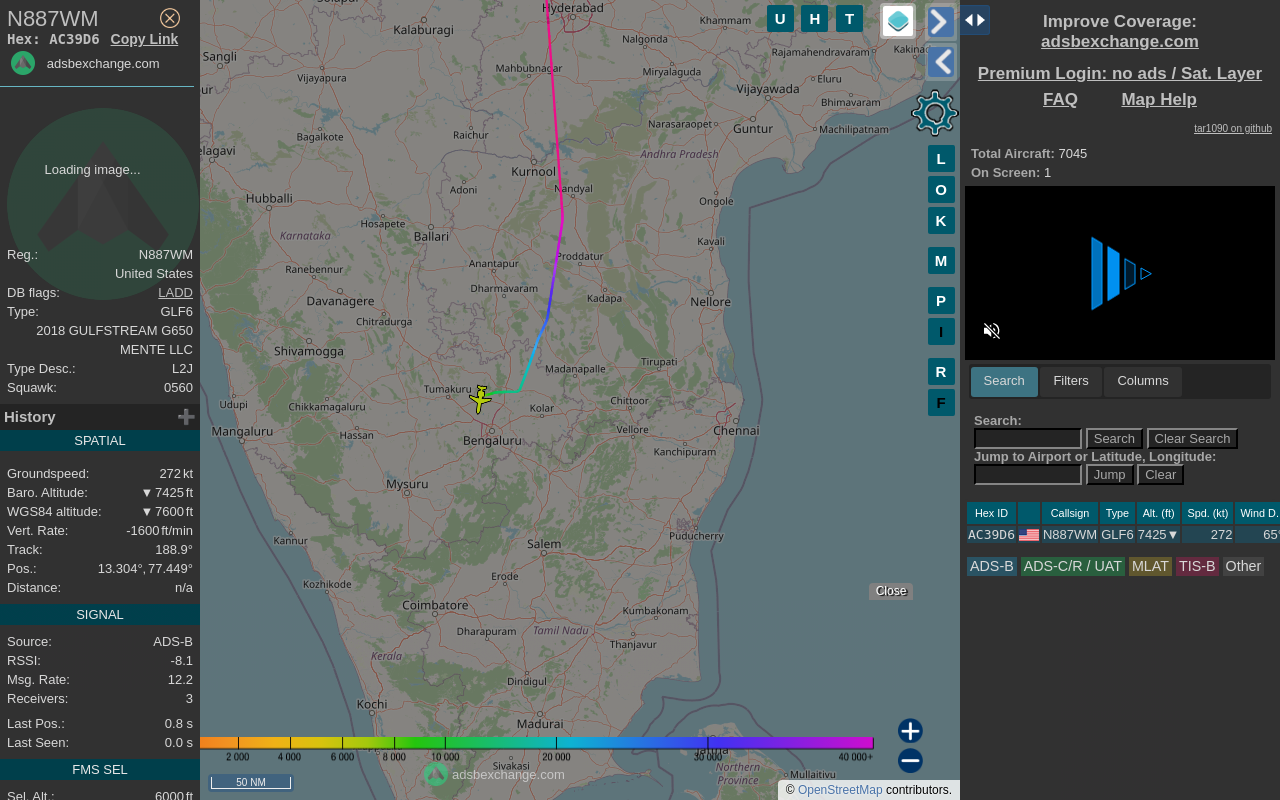 N887WM
Hex: AC39D6 Copy Link
adsbexchange.com
Loading image...
Reg.: N887WM
United States
DB flags: LADD
Type: GLF6
2018 GULFSTREAM G650
MENTE LLC
Type Desc.: L2J
Squawk: 0560
History
SPATIAL
Groundspeed: 272 kt
Baro. Altitude: ▼ 7425 ft
WGS84 altitude: ▼ 7600 ft
Vert. Rate: -1600 ft/min
Track: 188.9°
Pos.: 13.304°, 77.449°
Distance: n/a
SIGNAL
Source: ADS-B
RSSI: -8.1
Msg. Rate: 12.2
Receivers: 3
Last Pos.: 0.8 s
Last Seen: 0.0 s
FMS SEL
Sel. Alt.: 6000 ft
Hyderabad
Kalaburagi
Khammam
Nalgonda
Rajamahendravaram
Kakin
Sangli
Vijayapura
Mahbubnagar
Miryalaguda
Eluru
Vijayawada
Bhimavaram
Bagalkote
Raichur
Narasaraopet
Guntur
Machilipatnam
elagavi
Andhra Pradesh
Kurnool
Adoni
Nandyal
Hubballi
Ongole
Hosapete
Karnataka
Ballari
Kavali
Ranebennur
Anantapur
Proddatur
Dharmavaram
Davanagere
Kadapa
Nellore
Chitradurga
Shivamogga
Tirupati
Madanapalle
Tumakuru
Udupi
Chikkamagaluru
Kolar
Chittoor
Mangaluru
Hassan
Bengaluru
Vellore
Chennai
Kanchipuram
Mysuru
Kannur
Puducherry
Salem
Kozhikode
Erode
Coimbatore
Kumbakonam
Dharapuram
Tamil Nadu
Thanjavur
Kerala
Dindigul
Kochi
Madurai
Jaffna
Sivakasi
Northern
Province
Mullaitivu
2 000 4 000 6 000 8 000 10 000 20 000 30 000 40 000+
adsbexchange.com
50 NM
© OpenStreetMap contributors.
Close
U H T
L
O
K
M
P
I
R
F
Improve Coverage:
adsbexchange.com
Premium Login: no ads / Sat. Layer
FAQ Map Help
tar1090 on github
Total Aircraft: 7045
On Screen: 1
Search Filters Columns
Search:
Search Clear Search
Jump to Airport or Latitude, Longitude:
Jump Clear
Hex ID Callsign Type Alt. (ft) Spd. (kt) Wind D.
AC39D6 N887WM GLF6 7425▼ 272 65°
ADS-B ADS-C/R / UAT MLAT TIS-B Other